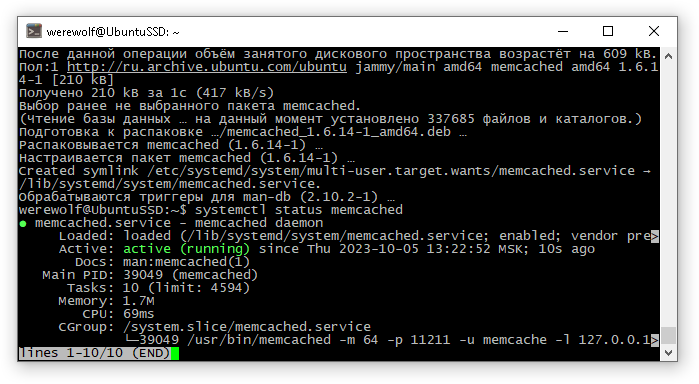 werewolf@UbuntuSSD: ~
После данной операции объём занятого дискового пространства возрастёт на 609 kB.
Пол:1 http://ru.archive.ubuntu.com/ubuntu jammy/main amd64 memcached amd64 1.6.1
4-1 [210 kB]
Получено 210 kB за 1с (417 kB/s)
Выбор ранее не выбранного пакета memcached.
(Чтение базы данных … на данный момент установлено 337685 файлов и каталогов.)
Подготовка к распаковке …/memcached_1.6.14-1_amd64.deb …
Распаковывается memcached (1.6.14-1) …
Настраивается пакет memcached (1.6.14-1) …
Created symlink /etc/systemd/system/multi-user.target.wants/memcached.service →
/lib/systemd/system/memcached.service.
Обрабатываются триггеры для man-db (2.10.2-1) …
werewolf@UbuntuSSD:~$ systemctl status memcached
● memcached.service - memcached daemon
Loaded: loaded (/lib/systemd/system/memcached.service; enabled; vendor pre>
Active: active (running) since Thu 2023-10-05 13:22:52 MSK; 10s ago
Docs: man:memcached(1)
Main PID: 39049 (memcached)
Tasks: 10 (limit: 4594)
Memory: 1.7M
CPU: 69ms
CGroup: /system.slice/memcached.service
└─39049 /usr/bin/memcached -m 64 -p 11211 -u memcache -l 127.0.0.1>
lines 1-10/10 (END)